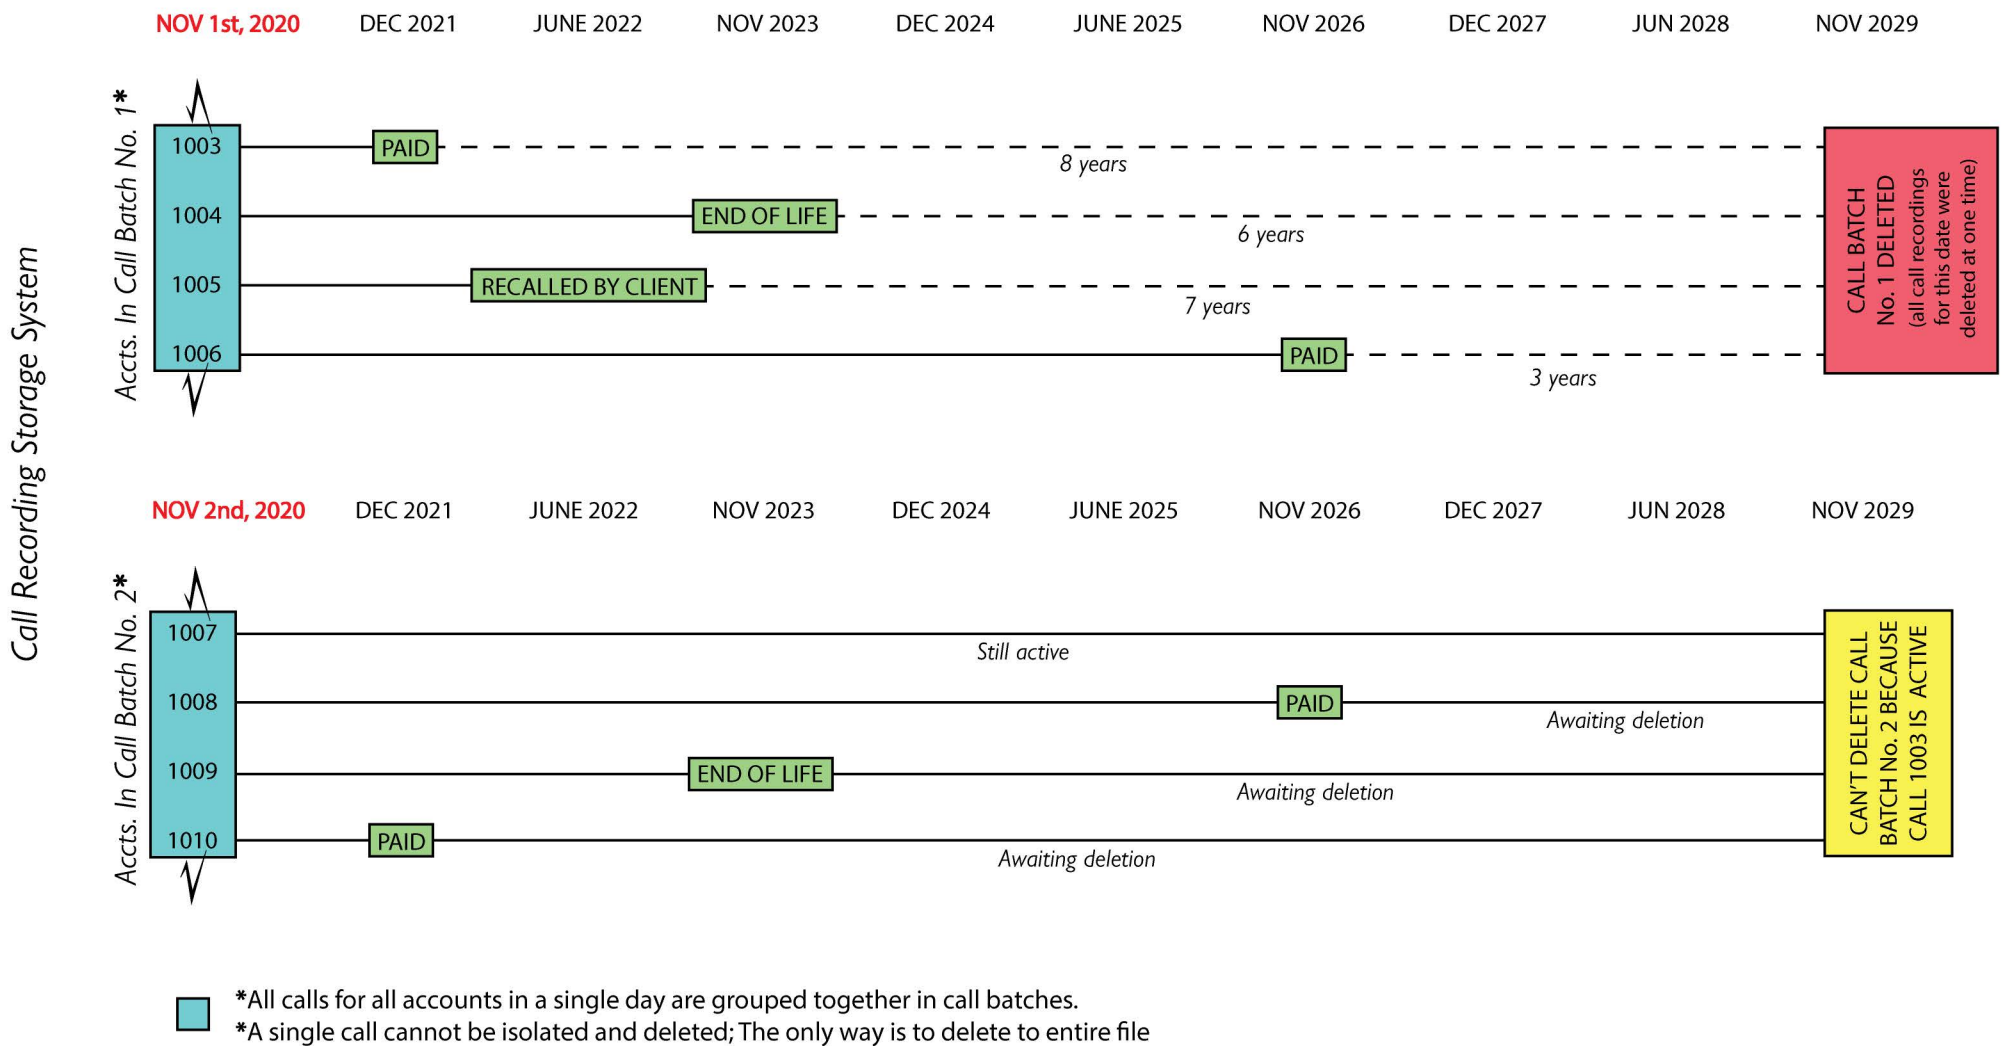 Call Recording Storage System
NOV 1st, 2020 DEC 2021 JUNE 2022 NOV 2023 DEC 2024 JUNE 2025 NOV 2026 DEC 2027 JUN 2028 NOV 2029
Accts. In Call Batch No. 1*
1003 PAID
8 years
1004 END OF LIFE
6 years
1005 RECALLED BY CLIENT
7 years
1006 PAID
3 years
CALL BATCH
No. 1 DELETED
(all call recordings
for this date were
deleted at one time)
NOV 2nd, 2020 DEC 2021 JUNE 2022 NOV 2023 DEC 2024 JUNE 2025 NOV 2026 DEC 2027 JUN 2028 NOV 2029
Accts. In Call Batch No. 2*
1007
Still active
1008 PAID
Awaiting deletion
1009 END OF LIFE
Awaiting deletion
1010 PAID
Awaiting deletion
CAN'T DELETE CALL
BATCH No. 2 BECAUSE
CALL 1003 IS ACTIVE
*All calls for all accounts in a single day are grouped together in call batches.
*A single call cannot be isolated and deleted; The only way is to delete to entire file